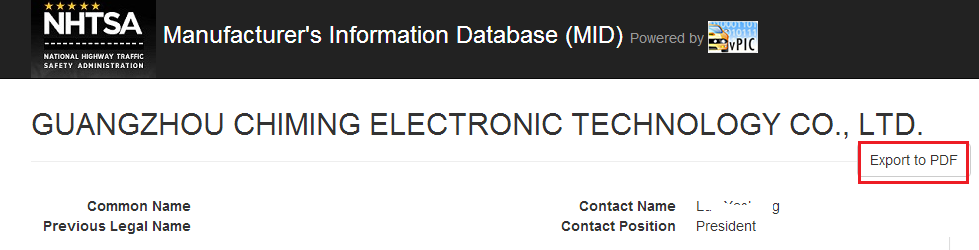 NHTSA
NATIONAL HIGHWAY TRAFFIC
SAFETY ADMINISTRATION
Manufacturer's Information Database (MID) Powered by vPIC
GUANGZHOU CHIMING ELECTRONIC TECHNOLOGY CO., LTD.
Export to PDF
Common Name Contact Name
Previous Legal Name Contact Position President